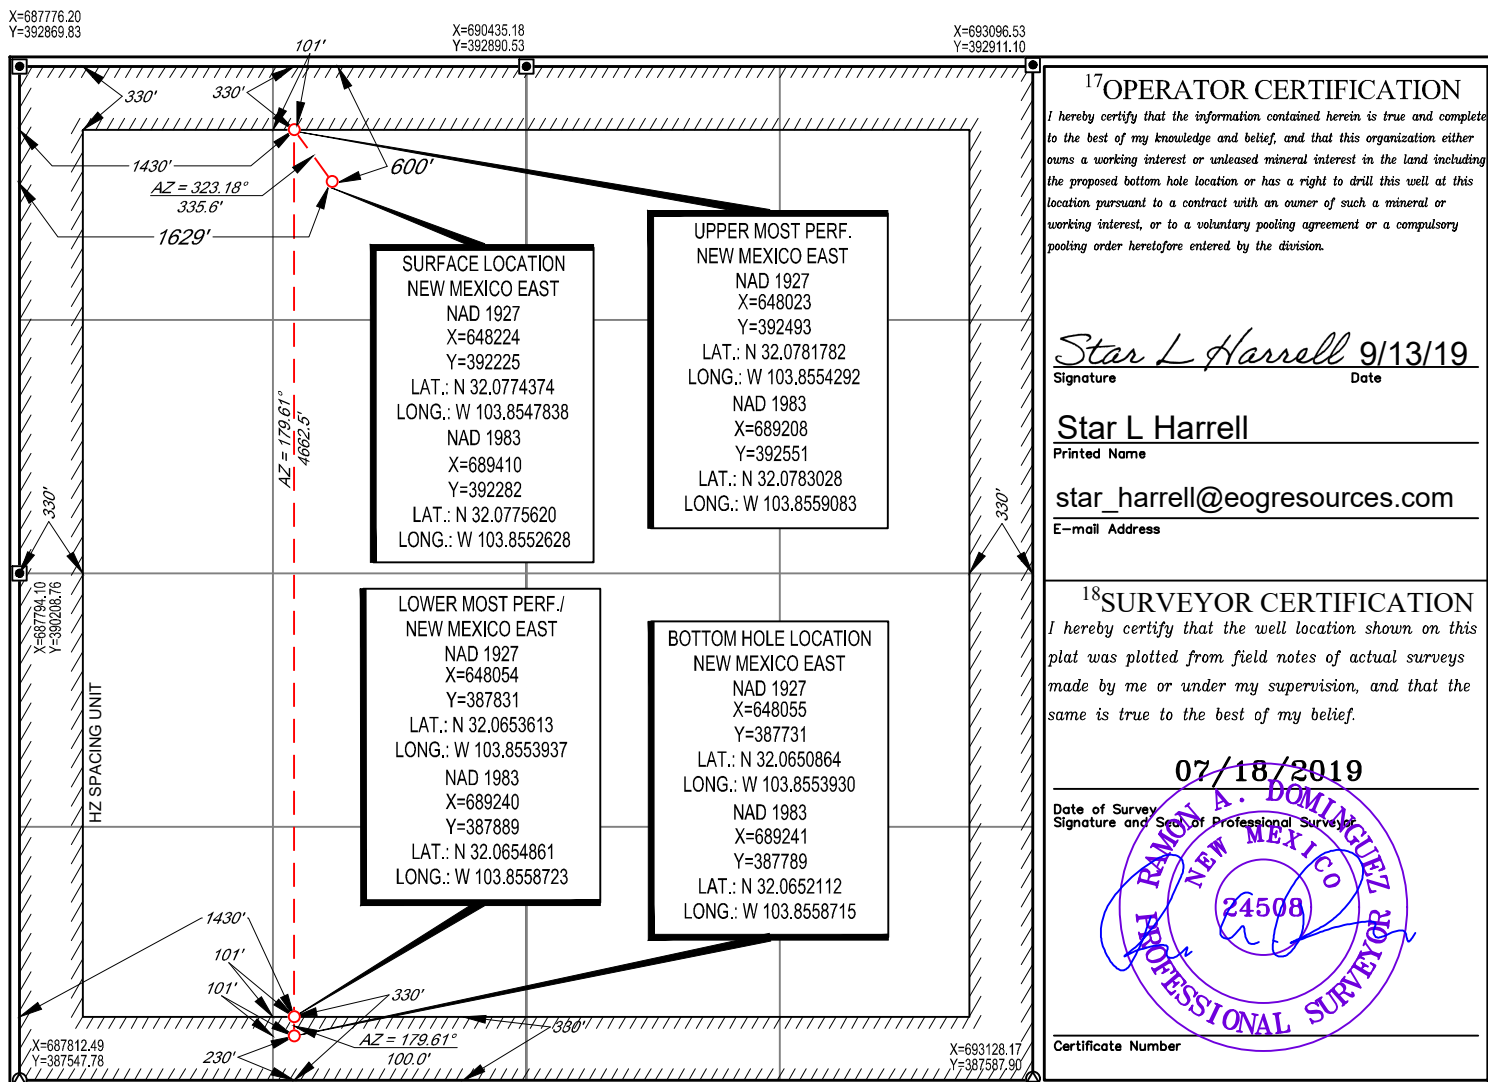 X=687776.20
Y=392869.83
X=690435.18
Y=392890.53
X=693096.53
Y=392911.10
101'
330'
330'
1430'
600'
AZ = 323.18°
335.6'
1629'
SURFACE LOCATION
NEW MEXICO EAST
NAD 1927
X=648224
Y=392225
LAT.: N 32.0774374
LONG.: W 103.8547838
NAD 1983
X=689410
Y=392282
LAT.: N 32.0775620
LONG.: W 103.8552628
UPPER MOST PERF.
NEW MEXICO EAST
NAD 1927
X=648023
Y=392493
LAT.: N 32.0781782
LONG.: W 103.8554292
NAD 1983
X=689208
Y=392551
LAT.: N 32.0783028
LONG.: W 103.8559083
AZ = 179.61°
4662.5'
330'
330'
X=687794.10
Y=390208.76
HZ SPACING UNIT
LOWER MOST PERF./
NEW MEXICO EAST
NAD 1927
X=648054
Y=387831
LAT.: N 32.0653613
LONG.: W 103.8553937
NAD 1983
X=689240
Y=387889
LAT.: N 32.0654861
LONG.: W 103.8558723
BOTTOM HOLE LOCATION
NEW MEXICO EAST
NAD 1927
X=648055
Y=387731
LAT.: N 32.0650864
LONG.: W 103.8553930
NAD 1983
X=689241
Y=387789
LAT.: N 32.0652112
LONG.: W 103.8558715
1430'
101'
101'
330'
330'
AZ = 179.61°
100.0'
230'
X=687812.49
Y=387547.78
X=693128.17
Y=387587.90
17OPERATOR CERTIFICATION
I hereby certify that the information contained herein is true and complete
to the best of my knowledge and belief, and that this organization either
owns a working interest or unleased mineral interest in the land including
the proposed bottom hole location or has a right to drill this well at this
location pursuant to a contract with an owner of such a mineral or
working interest, or to a voluntary pooling agreement or a compulsory
pooling order heretofore entered by the division.
Star L Harrell 9/13/19
Signature Date
Star L Harrell
Printed Name
star_harrell@eogresources.com
E-mail Address
18SURVEYOR CERTIFICATION
I hereby certify that the well location shown on this
plat was plotted from field notes of actual surveys
made by me or under my supervision, and that the
same is true to the best of my belief.
07/18/2019
Date of Survey
Signature and Seal of Professional Surveyor
RAMON A. DOMINGUEZ
NEW MEXICO
24508
PROFESSIONAL SURVEYOR
Certificate Number